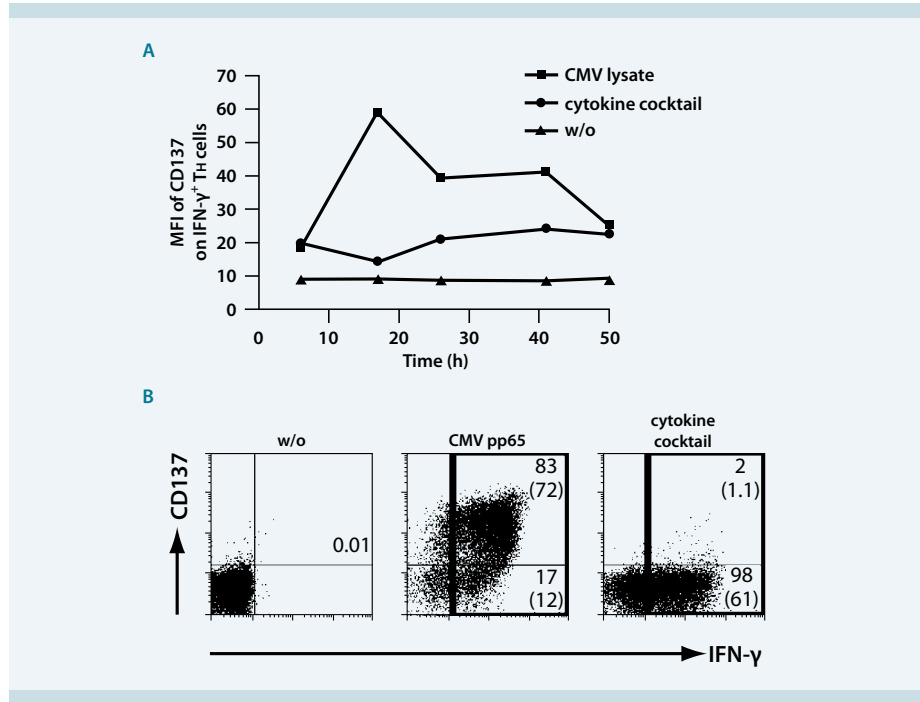 A
MFI of CD137
on IFN-γ+ TH cells
70
60
50
40
30
20
10
0
0 10 20 30 40 50
Time (h)
CMV lysate
cytokine cocktail
w/o
B
CD137
w/o
0.01
CMV pp65
83
(72)
17
(12)
cytokine
cocktail
2
(1.1)
98
(61)
IFN-γ